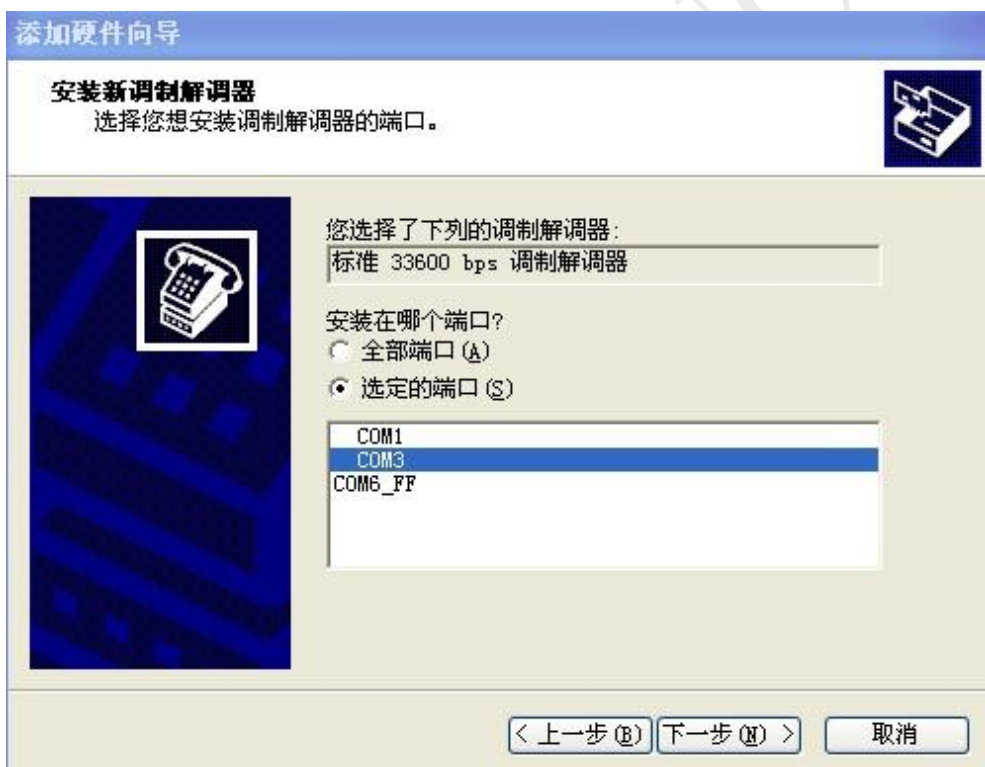 添加硬件向导
安装新调制解调器
选择您想安装调制解调器的端口。
您选择了下列的调制解调器:
标准 33600 bps 调制解调器
安装在哪个端口?
全部端口(A)
选定的端口(S)
COM1
COM3
COM6_FF
< 上一步(B) 下一步(N) > 取消